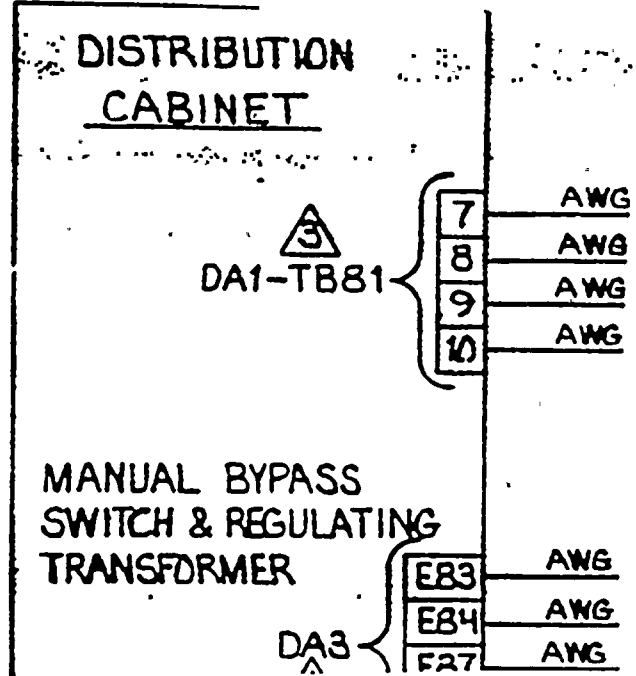 DISTRIBUTION
CABINET
7 AWG
3
8 AWG
DA1-TB81
9 AWG
10 AWG
MANUAL BYPASS
SWITCH & REGULATING
TRANSFORMER
E83 AWG
E84 AWG
DA3
E87 AWG